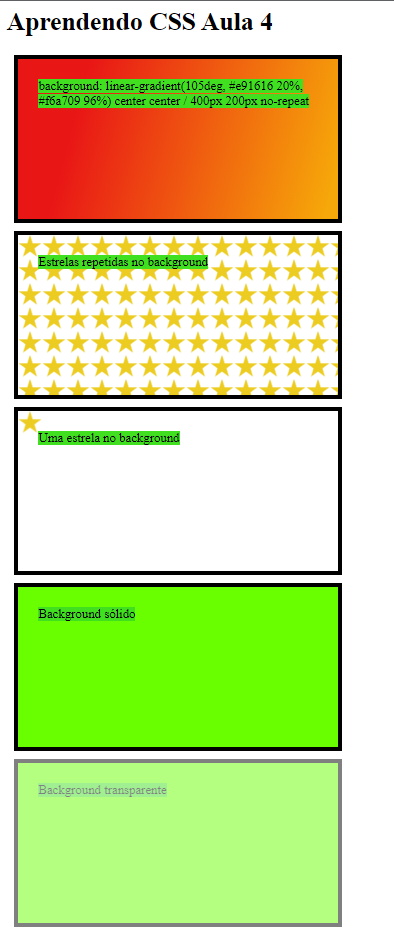 Aprendendo CSS Aula 4
background: linear-gradient(105deg, #e91616 20%,
#f6a709 96%) center center / 400px 200px no-repeat
Estrelas repetidas no background
Uma estrela no background
Background sólido
Background transparente